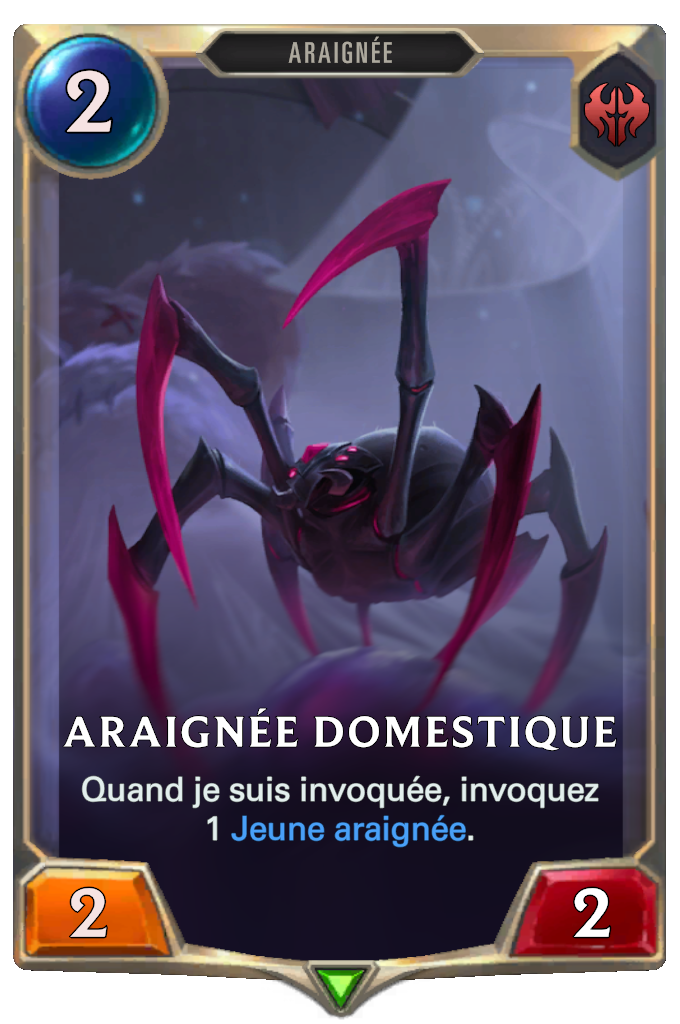 2
ARAIGNÉE
ARAIGNÉE DOMESTIQUE
Quand je suis invoquée, invoquez
1 Jeune araignée.
2
2